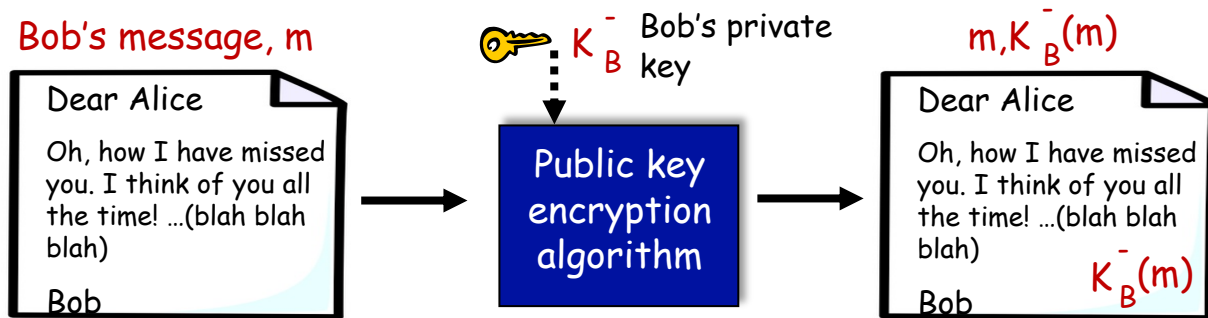 Bob's message, m
Dear Alice
Oh, how I have missed
you. I think of you all
the time! ...(blah blah
blah)
Bob
K_B^- Bob's private
key
Public key
encryption
algorithm
m,K_B^-(m)
Dear Alice
Oh, how I have missed
you. I think of you all
the time! ...(blah blah
blah)
Bob
K_B^-(m)